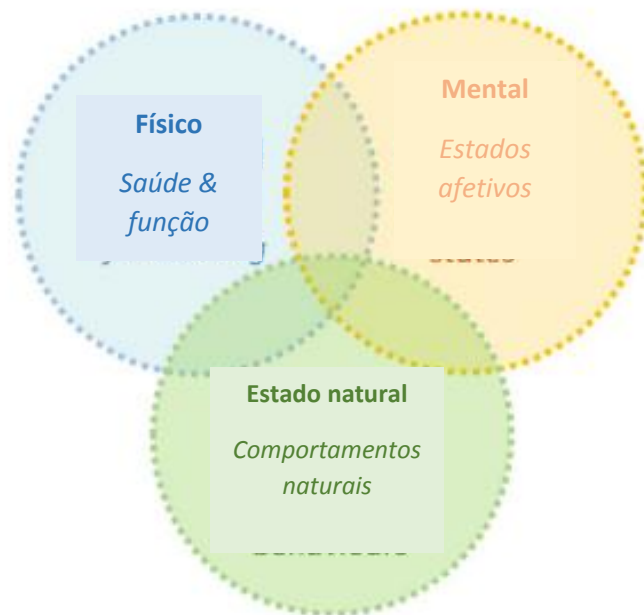 Físico
Saúde &
função
Mental
Estados
afetivos
Estado natural
Comportamentos
naturais